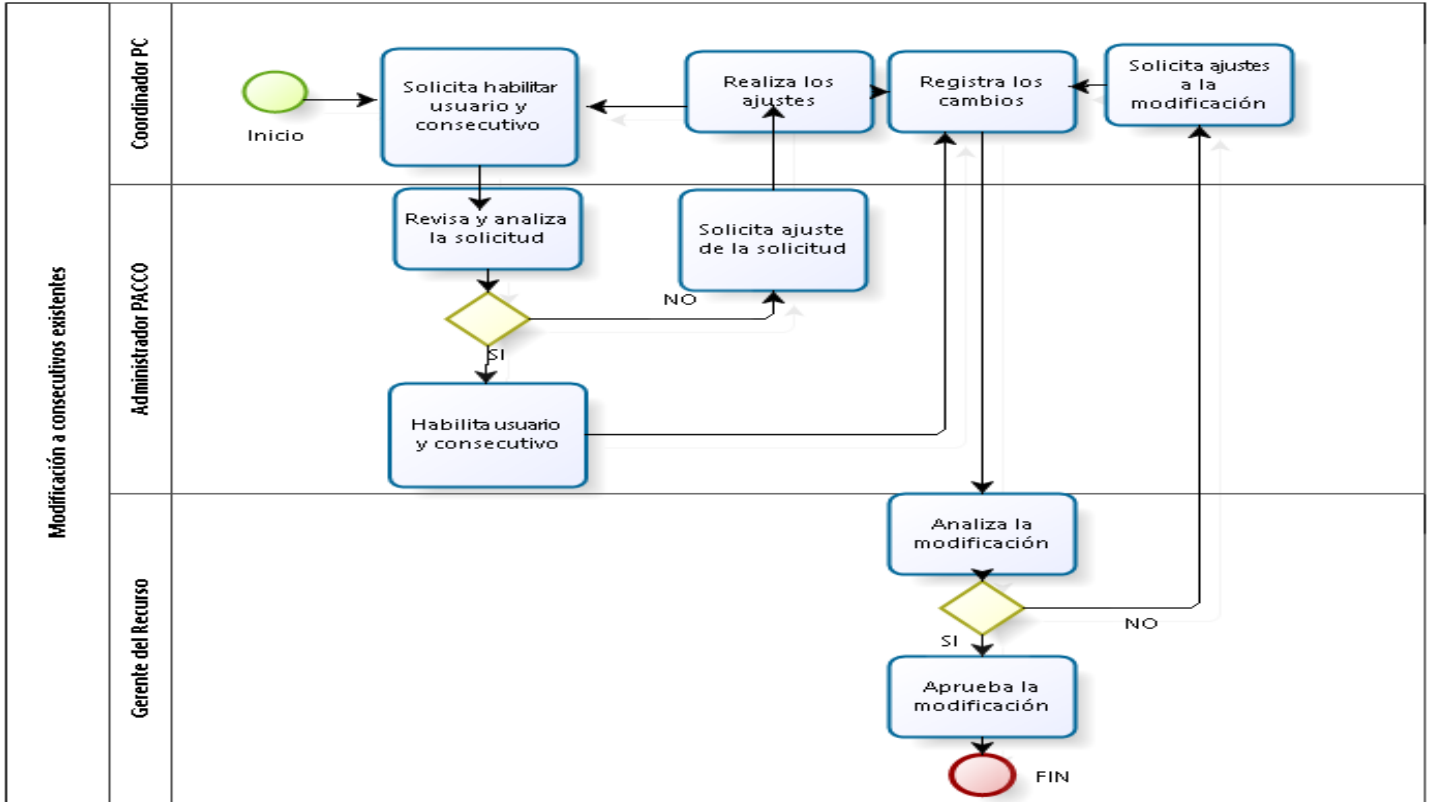 Modificación a consecutivos existentes
Coordinador PC
Inicio
Solicita habilitar
usuario y
consecutivo
Realiza los
ajustes
Registra los
cambios
Solicita ajustes
a la
modificación
Administrador PACCO
Revisa y analiza
la solicitud
Solicita ajuste
de la solicitud
NO
SI
Habilita usuario
y consecutivo
Gerente del Recurso
Analiza la
modificación
NO
SI
Aprueba la
modificación
FIN